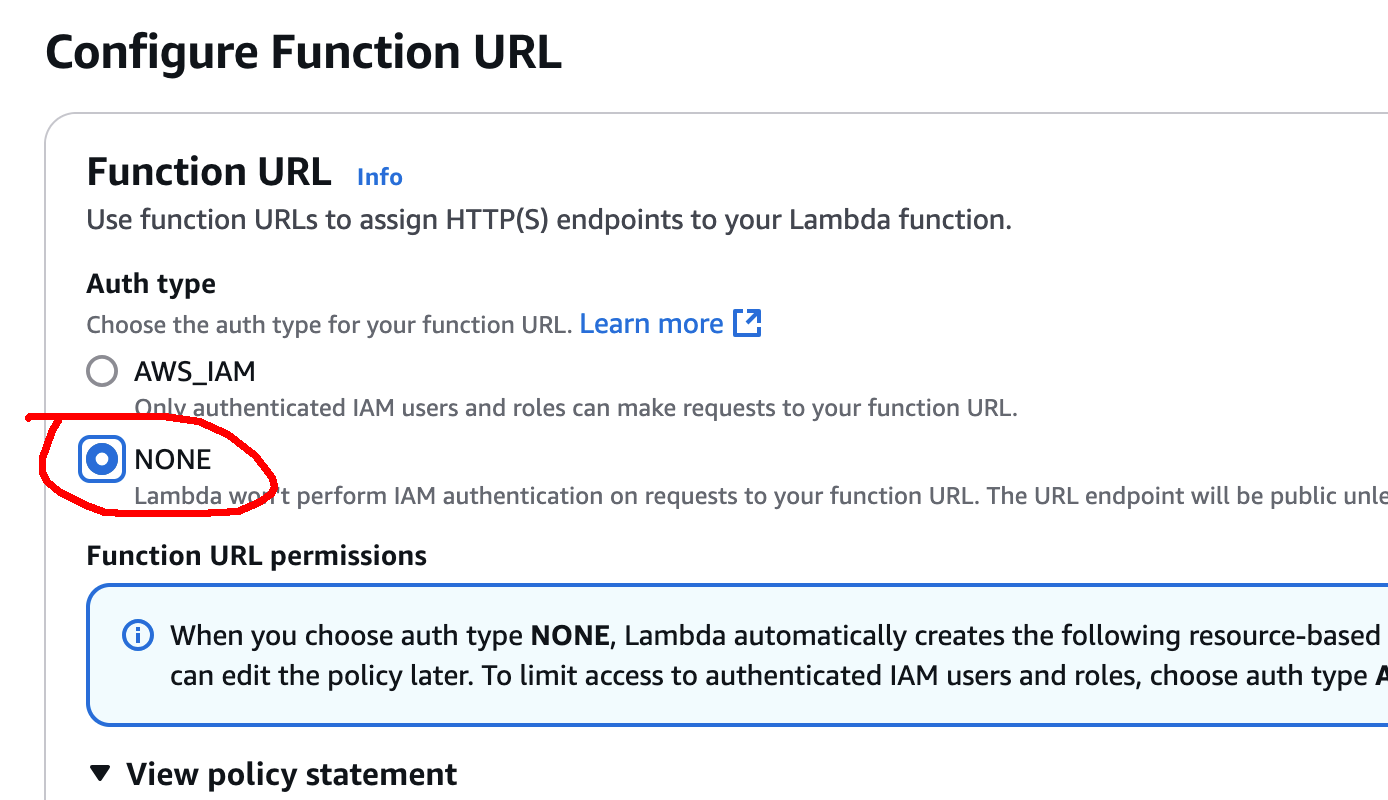 Configure Function URL
Function URL Info
Use function URLs to assign HTTP(S) endpoints to your Lambda function.
Auth type
Choose the auth type for your function URL. Learn more
AWS_IAM
Only authenticated IAM users and roles can make requests to your function URL.
NONE
Lambda won't perform IAM authentication on requests to your function URL. The URL endpoint will be public
Function URL permissions
When you choose auth type NONE, Lambda automatically creates the following resource-based
can edit the policy later. To limit access to authenticated IAM users and roles, choose auth type
View policy statement